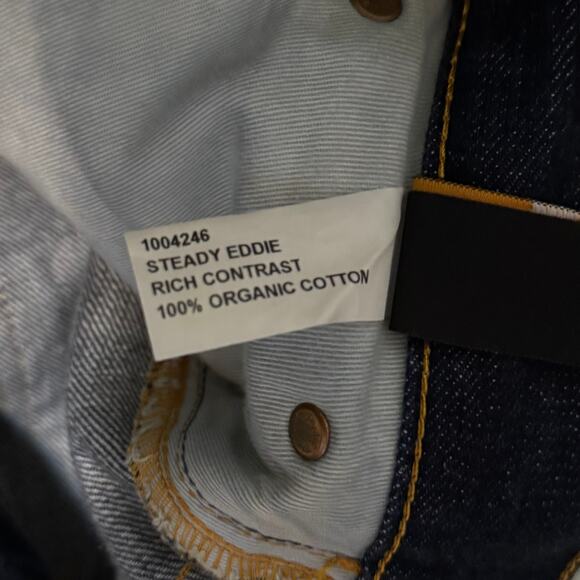 1004246
STEADY EDDIE
RICH CONTRAST
100% ORGANIC COTTON